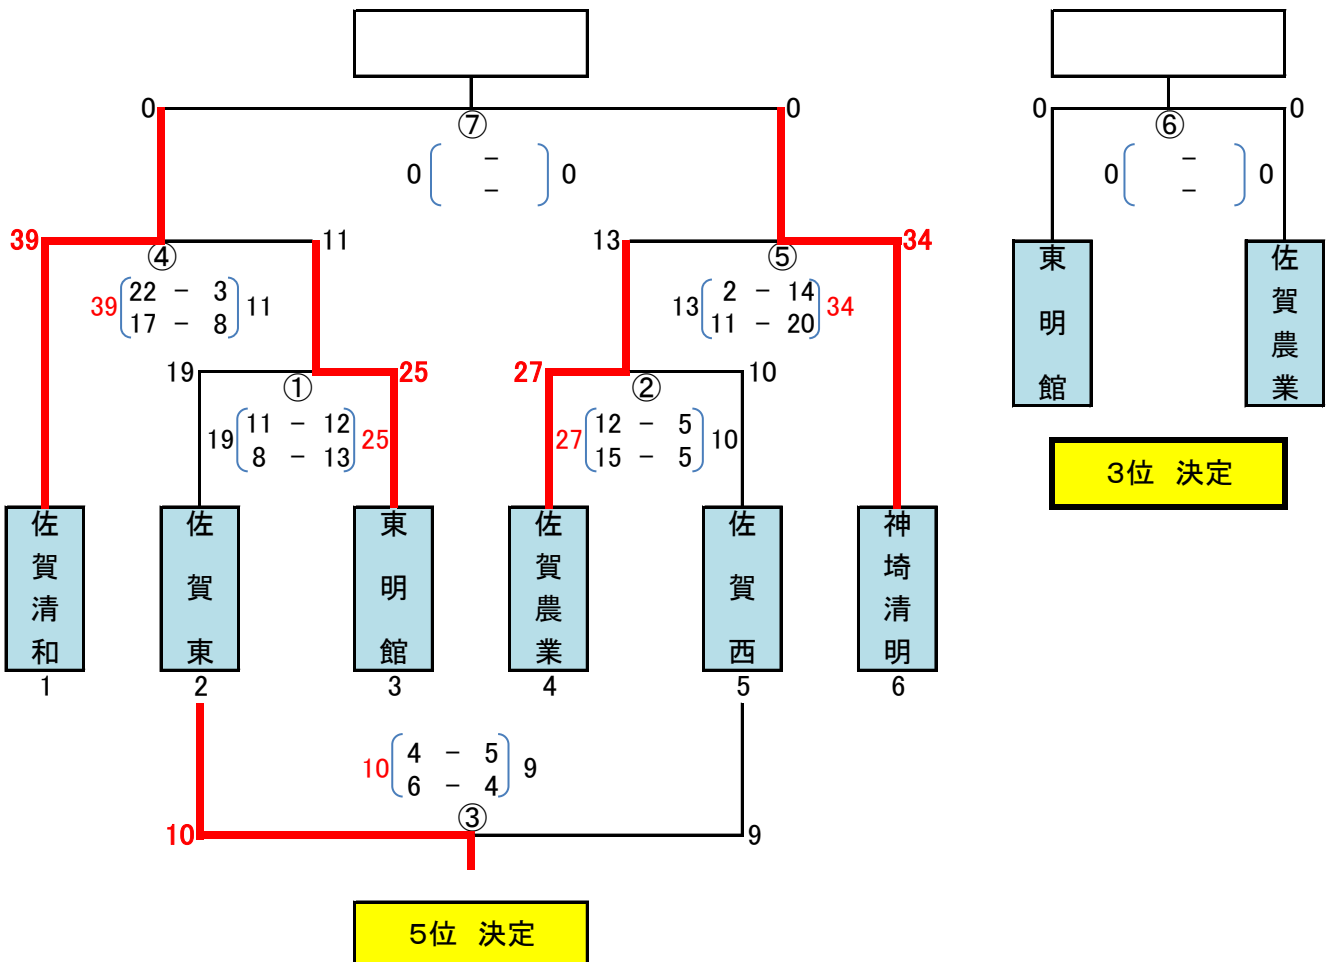 0 ⑦ 0
0 - 0
-
0 ⑥ 0
0 - 0
-
39 ④ 11
39 22 - 3 11
17 - 8
13 ⑤ 34
13 2 - 14 34
11 - 20
東明館
佐賀農業
3位 決定
19 ① 25
19 11 - 12 25
8 - 13
27 ② 10
27 12 - 5 10
15 - 5
佐賀清和
佐賀東
東明館
佐賀農業
佐賀西
神埼清明
1 2 3 4 5 6
10 4 - 5 9
6 - 4
10 ③ 9
5位 決定